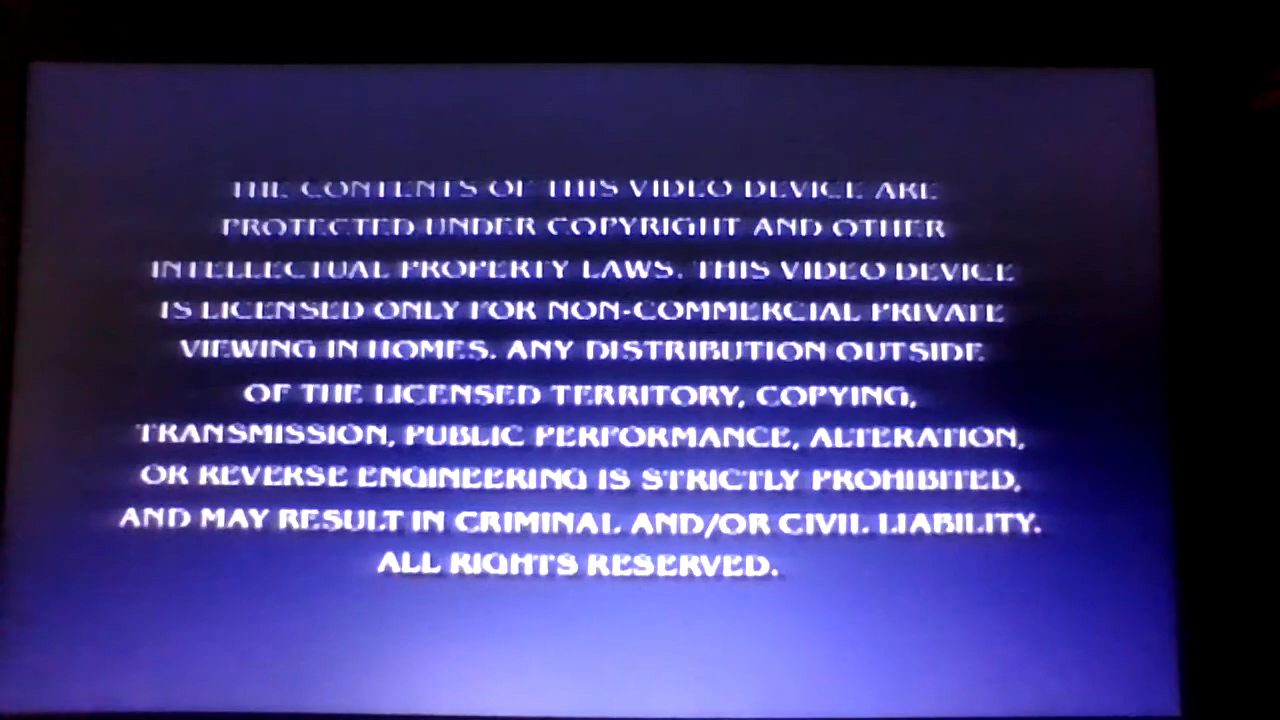 THE CONTENTS OF THIS VIDEO DEVICE ARE
PROTECTED UNDER COPYRIGHT AND OTHER
INTELLECTUAL PROPERTY LAWS. THIS VIDEO DEVICE
IS LICENSED ONLY FOR NON-COMMERCIAL PRIVATE
VIEWING IN HOMES. ANY DISTRIBUTION OUTSIDE
OF THE LICENSED TERRITORY, COPYING,
TRANSMISSION, PUBLIC PERFORMANCE, ALTERATION,
OR REVERSE ENGINEERING IS STRICTLY PROHIBITED,
AND MAY RESULT IN CRIMINAL AND/OR CIVIL LIABILITY.
ALL RIGHTS RESERVED.